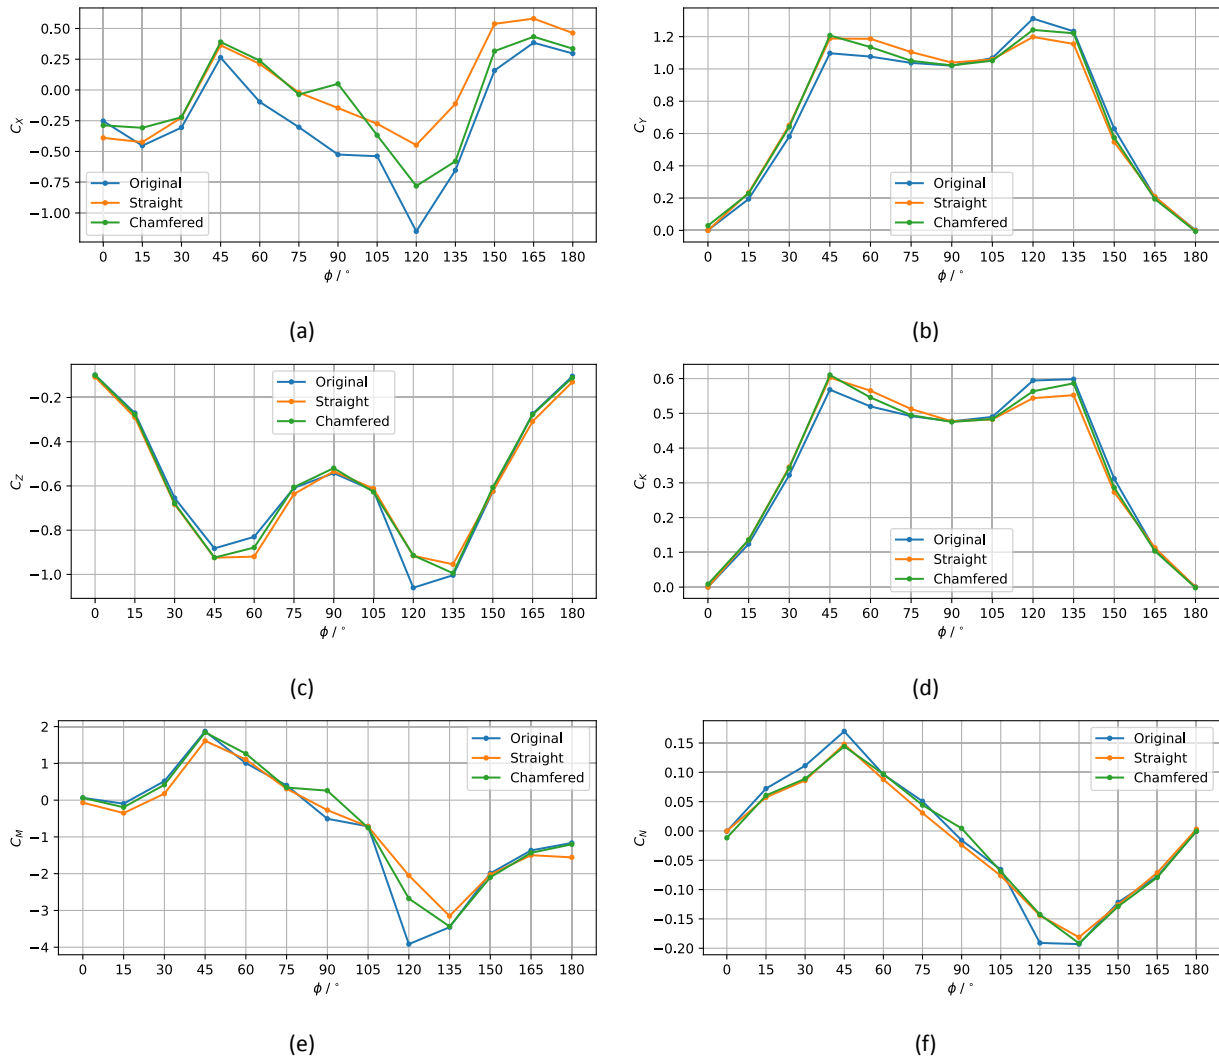 0.50
0.25
0.00
−0.25
−0.50
−0.75
−1.00
C_X
Original
Straight
Chamfered
0 15 30 45 60 75 90 105 120 135 150 165 180
ϕ / °
(a)
1.2
1.0
0.8
0.6
0.4
0.2
0.0
C_Y
Original
Straight
Chamfered
0 15 30 45 60 75 90 105 120 135 150 165 180
ϕ / °
(b)
−0.2
−0.4
−0.6
−0.8
−1.0
C_Z
Original
Straight
Chamfered
0 15 30 45 60 75 90 105 120 135 150 165 180
ϕ / °
(c)
0.6
0.5
0.4
0.3
0.2
0.1
0.0
C_K
Original
Straight
Chamfered
0 15 30 45 60 75 90 105 120 135 150 165 180
ϕ / °
(d)
2
1
0
−1
−2
−3
−4
C_M
Original
Straight
Chamfered
0 15 30 45 60 75 90 105 120 135 150 165 180
ϕ / °
(e)
0.15
0.10
0.05
0.00
−0.05
−0.10
−0.15
−0.20
C_N
Original
Straight
Chamfered
0 15 30 45 60 75 90 105 120 135 150 165 180
ϕ / °
(f)